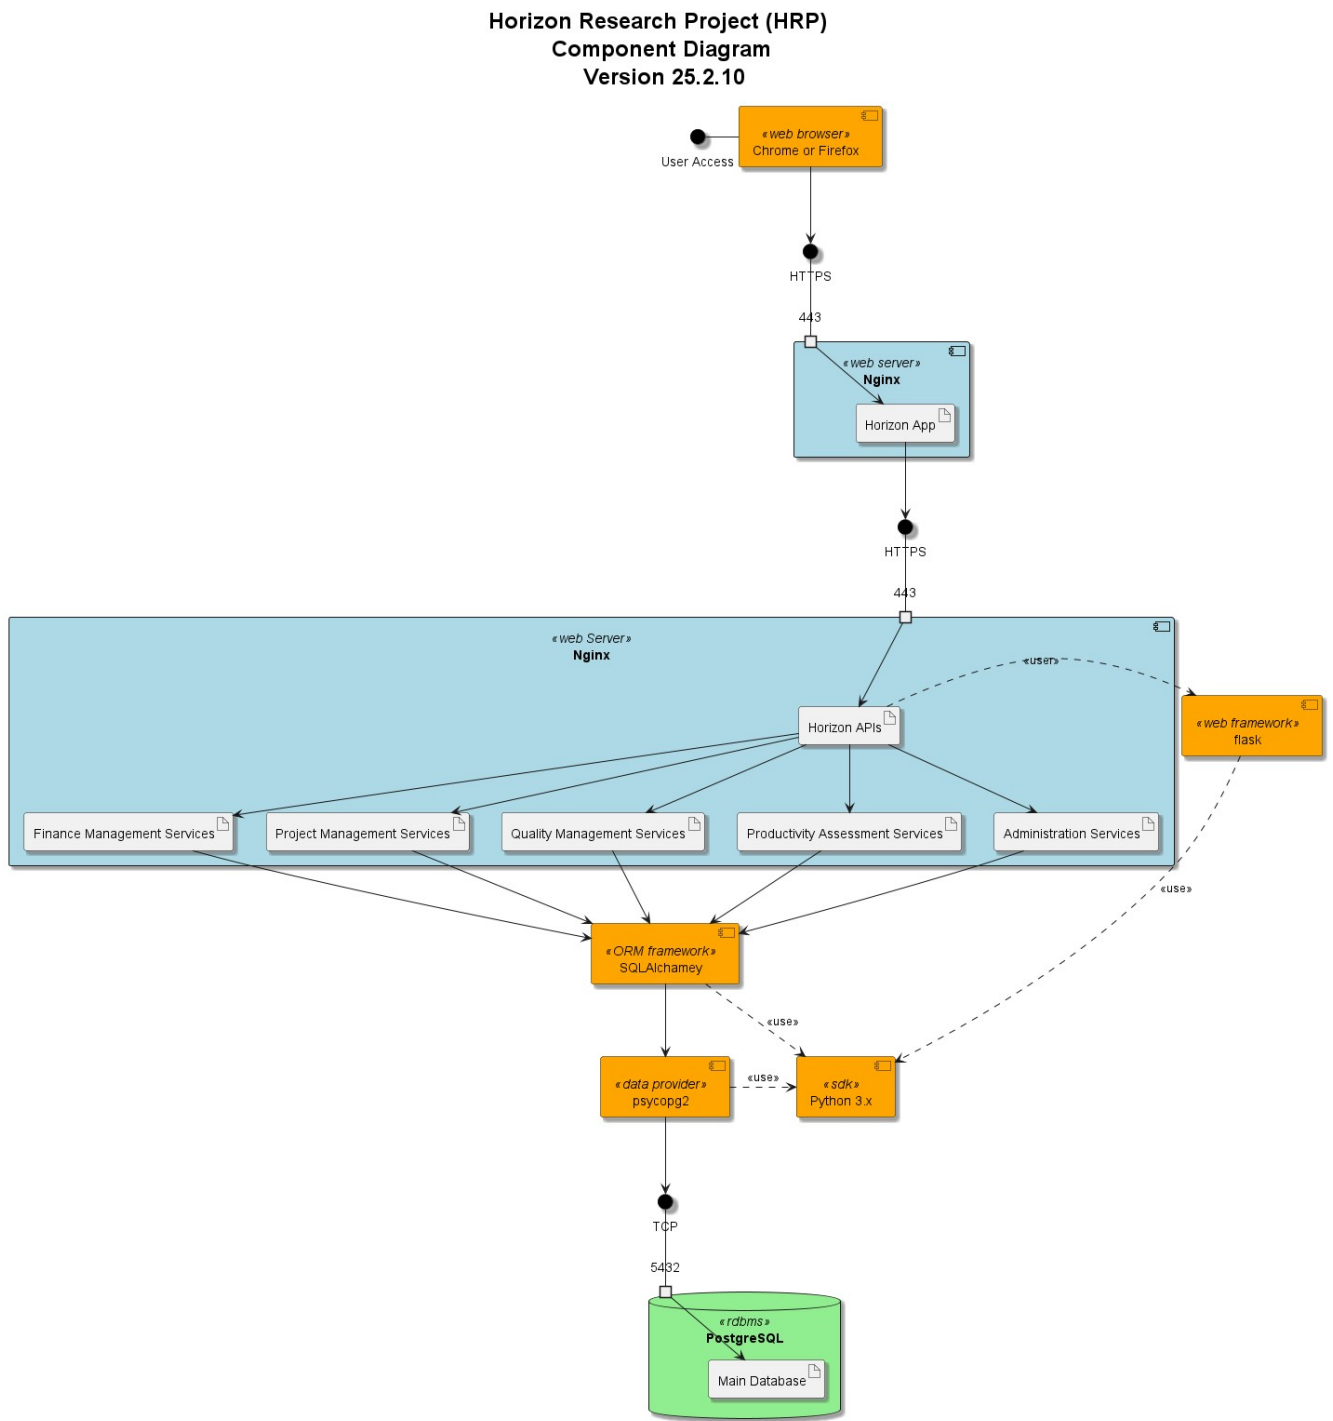 Horizon Research Project (HRP)
Component Diagram
Version 25.2.10
«web browser»
Chrome or Firefox
User Access
HTTPS
443
«web server»
Nginx
Horizon App
HTTPS
443
«web Server»
Nginx
«user»
Horizon APIs
«web framework»
flask
Finance Management Services
Project Management Services
Quality Management Services
Productivity Assessment Services
Administration Services
«use»
«ORM framework»
SQLAlchamey
«use»
«data provider»
psycopg2
«use»
«sdk»
Python 3.x
TCP
5432
«rdbms»
PostgreSQL
Main Database